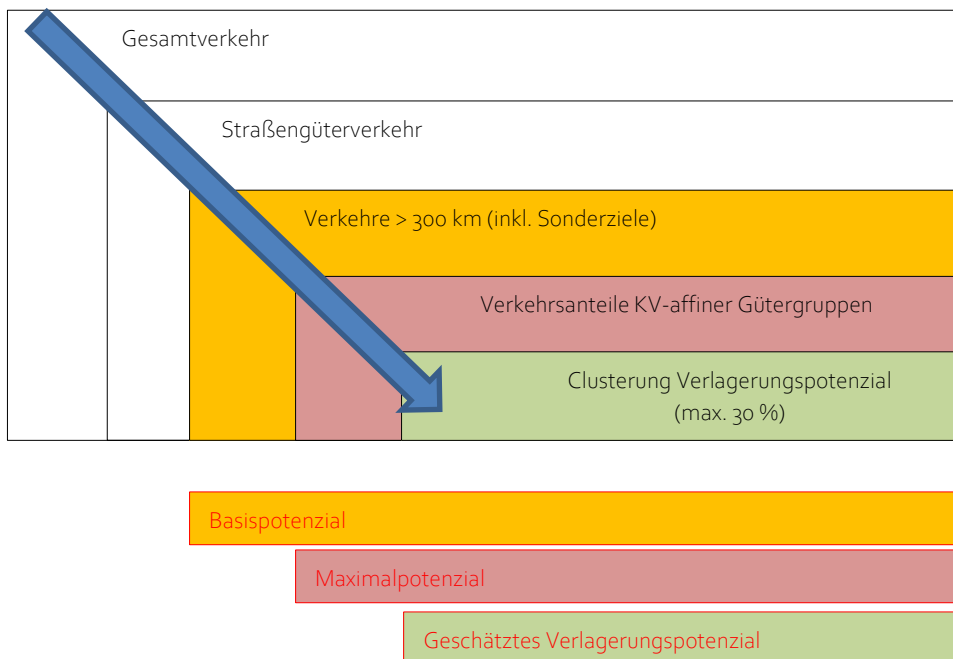 Gesamtverkehr
Straßengüterverkehr
Verkehre > 300 km (inkl. Sonderziele)
Verkehrsanteile KV-affiner Gütergruppen
Clusterung Verlagerungspotenzial
(max. 30 %)
Basispotenzial
Maximalpotenzial
Geschätztes Verlagerungspotenzial